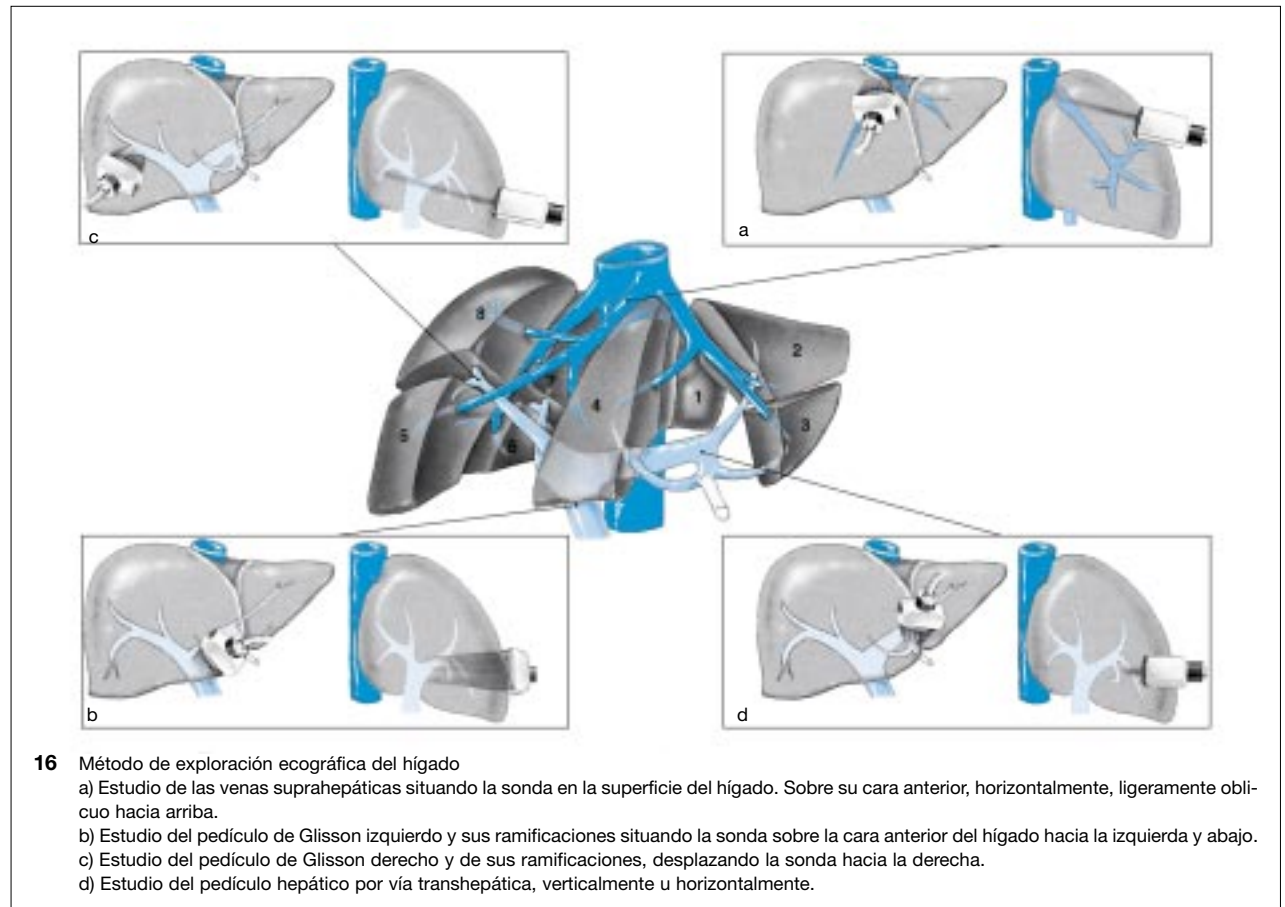 c
a
8
2
7
4
1
5
3
6
b
d
16 Método de exploración ecográfica del hígado
a) Estudio de las venas suprahepáticas situando la sonda en la superficie del hígado. Sobre su cara anterior, horizontalmente, ligeramente obli-
cuo hacia arriba.
b) Estudio del pedículo de Glisson izquierdo y sus ramificaciones situando la sonda sobre la cara anterior del hígado hacia la izquierda y abajo.
c) Estudio del pedículo de Glisson derecho y de sus ramificaciones, desplazando la sonda hacia la derecha.
d) Estudio del pedículo hepático por vía transhepática, verticalmente u horizontalmente.